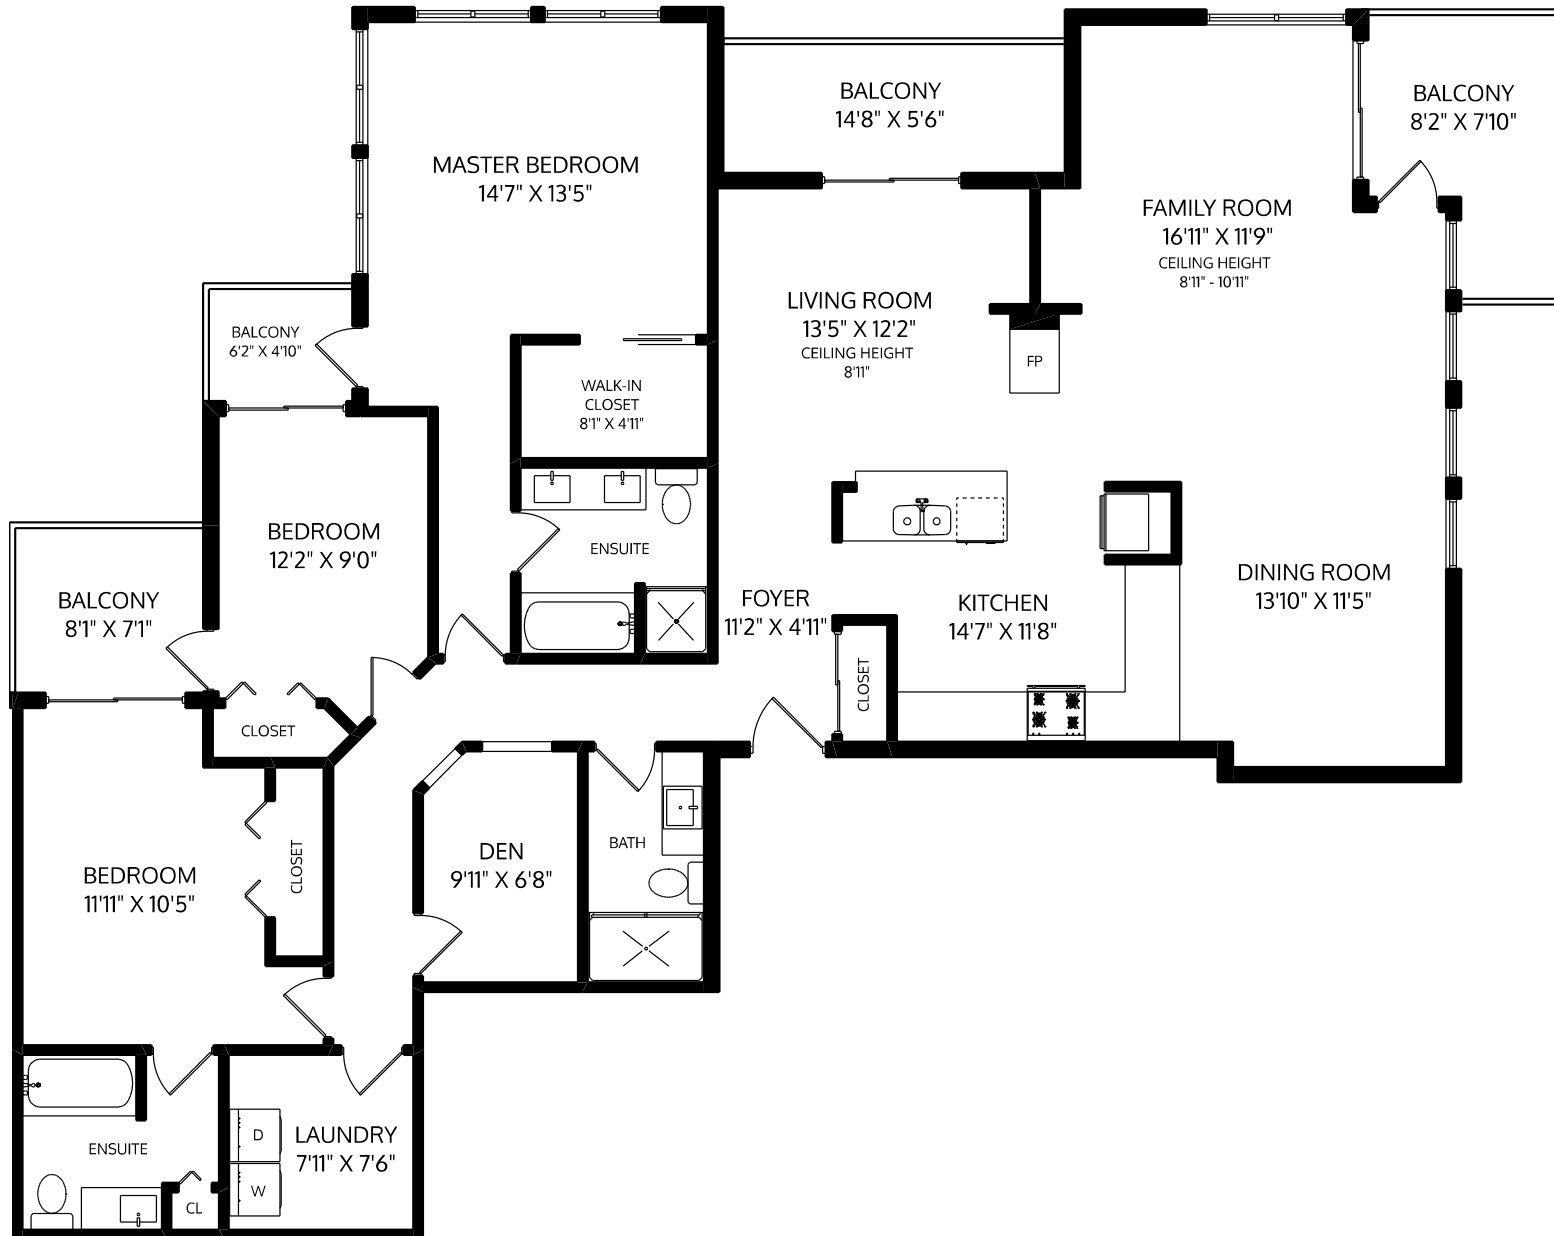 BALCONY
14'8" X 5'6"
BALCONY
8'2" X 7'10"
MASTER BEDROOM
14'7" X 13'5"
FAMILY ROOM
16'11" X 11'9"
CEILING HEIGHT
8'11" - 10'11"
LIVING ROOM
13'5" X 12'2"
CEILING HEIGHT
8'11"
BALCONY
6'2" X 4'10"
FP
WALK-IN
CLOSET
8'1" X 4'11"
BEDROOM
12'2" X 9'0"
ENSUITE
BALCONY
8'1" X 7'1"
FOYER
11'2" X 4'11"
KITCHEN
14'7" X 11'8"
DINING ROOM
13'10" X 11'5"
CLOSET
CLOSET
BEDROOM
11'11" X 10'5"
CLOSET
DEN
9'11" X 6'8"
BATH
ENSUITE
D
LAUNDRY
7'11" X 7'6"
W
CL